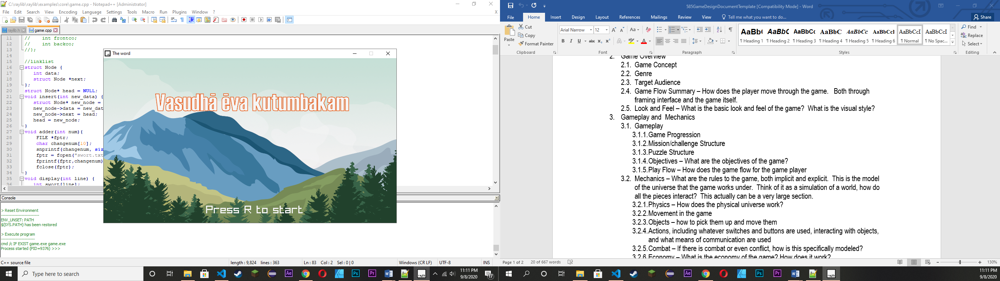 C:\raylib\raylib\examples\core\game.cpp - Notepad++ [Administrator]
File Edit Search View Encoding Language Settings Tools Macro Run Plugins Window ?
X
raylib.h game.cpp
11 // int frontco;
12 // int backco;
13 //};
14
15 //linklist
16 struct Node {
17 int data;
18 struct Node *next;
19 };
20 struct Node* head = NULL;
21 void insert(int new_data) {
22 struct Node* new_node =
23 new_node->data = new_dat
24 new_node->next = head;
25 head = new_node;
26 }
27 void adder(int num){
28 FILE *fptr;
29 char changenum[10];
30 snprintf(changenum, siz
31 fptr = fopen("swort.txt
32 fprintf(fptr,changenum)
33 fclose(fptr);
34 }
35 void display(int line) {
36 int swort[line];
The word
Vasudhā ēva kutumbakam
Press R to start
Console
> Reset Environment
--------------------------
ENV_UNSET: PATH
$(SYS.PATH) has been restored
> Execute program
-----------------------
cmd /c IF EXIST game.exe game.exe
Process started (PID=9376) >>>
C++ source file length : 9,824 lines : 363 Ln : 83 Col : 2 Sel : 0 | 0 Windows (CR LF) UTF-8 INS
Type here to search
Ae Ps Pr raylib
11:11 PM
9/8/2020
17
585GameDesignDocumentTemplate [Compatibility Mode] - Word
File Home Insert Design Layout References Mailings Review View Tell me what you want to do... Share
Paste
Cut
Copy
Format Painter
Clipboard
Arial Narrow 12 Aa
B I U abc x₂ x² A ab A
Font
Paragraph
AaBb( AaBbC AaBbCc AaBbC AaBbCc AaBbCcI AaBbCcI AaBbCcI
¶ Heading 1 ¶ Heading 2 ¶ Heading 3 ¶ Heading 4 ¶ Heading 5 ¶ Heading 6 ¶ Normal ¶ No Spac...
Styles
Find
Replace
Select
Editing
2. Game Overview
2.1. Game Concept
2.2. Genre
2.3. Target Audience
2.4. Game Flow Summary – How does the player move through the game. Both through
framing interface and the game itself.
2.5. Look and Feel – What is the basic look and feel of the game? What is the visual style?
3. Gameplay and Mechanics
3.1. Gameplay
3.1.1. Game Progression
3.1.2. Mission/challenge Structure
3.1.3. Puzzle Structure
3.1.4. Objectives – What are the objectives of the game?
3.1.5. Play Flow – How does the game flow for the game player
3.2. Mechanics – What are the rules to the game, both implicit and explicit. This is the model
of the universe that the game works under. Think of it as a simulation of a world, how do
all the pieces interact? This actually can be a very large section.
3.2.1. Physics – How does the physical universe work?
3.2.2. Movement in the game
3.2.3. Objects – how to pick them up and move them
3.2.4. Actions, including whatever switches and buttons are used, interacting with objects,
and what means of communication are used
3.2.5. Combat – If there is combat or even conflict, how is this specifically modeled?
3.2.6. Economy – What is the economy of the game? How does it work?
Page 1 of 2 20 of 667 words 130%
Ae Ps Pr raylib
11:11 PM
9/8/2020